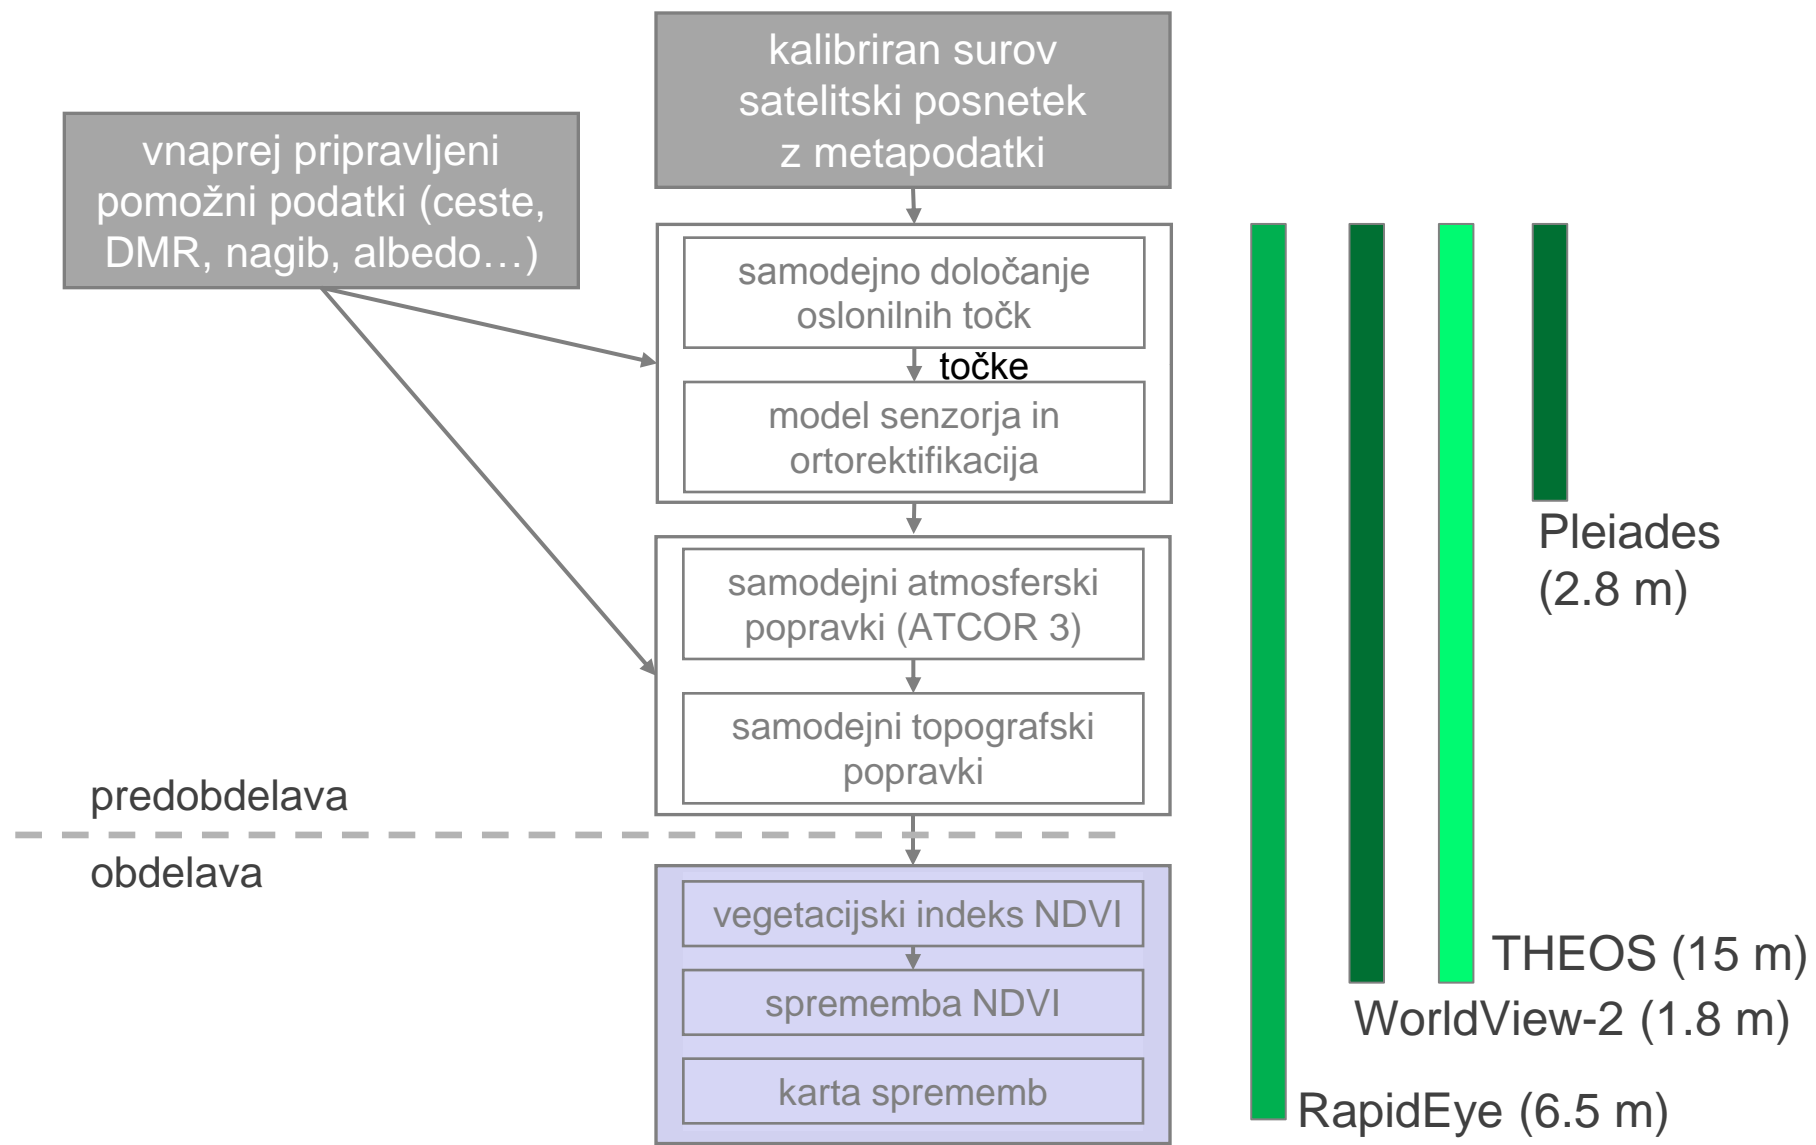 kalibriran surov
satelitski posnetek
z metapodatki
vnaprej pripravljeni
pomožni podatki (ceste,
DMR, nagib, albedo…)
samodejno določanje
oslonilnih točk
točke
model senzorja in
ortorektifikacija
samodejni atmosferski
popravki (ATCOR 3)
samodejni topografski
popravki
predobdelava
obdelava
vegetacijski indeks NDVI
sprememba NDVI
karta sprememb
Pleiades
(2.8 m)
THEOS (15 m)
WorldView-2 (1.8 m)
RapidEye (6.5 m)